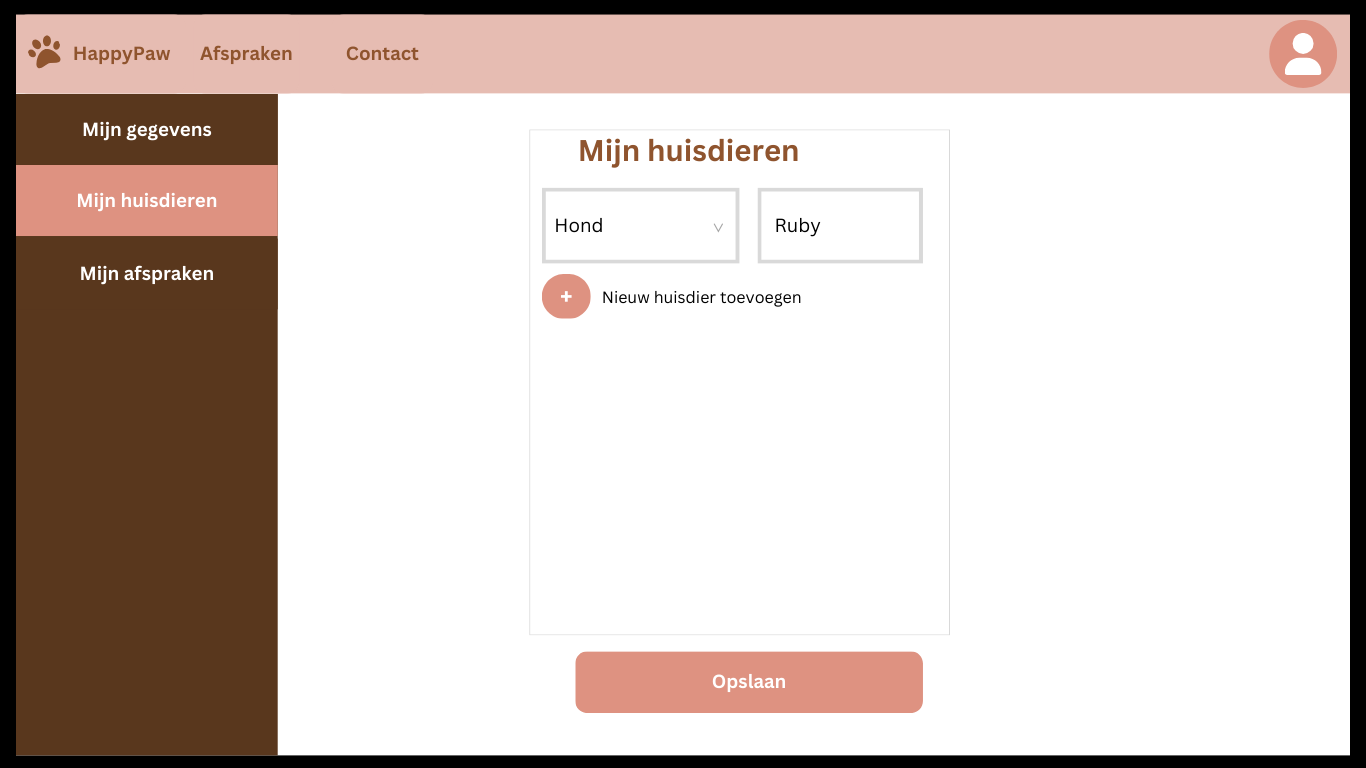 HappyPaw Afspraken Contact
Mijn gegevens
Mijn huisdieren
Mijn afspraken
Mijn huisdieren
Hond Ruby
+ Nieuw huisdier toevoegen
Opslaan